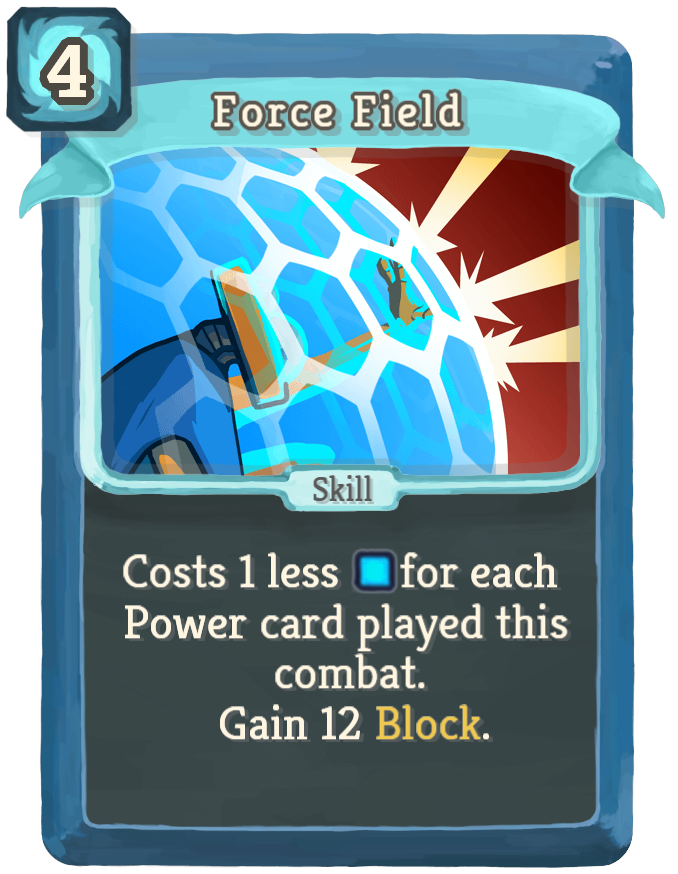 4
Force Field
Skill
Costs 1 less for each
Power card played this
combat.
Gain 12 Block.